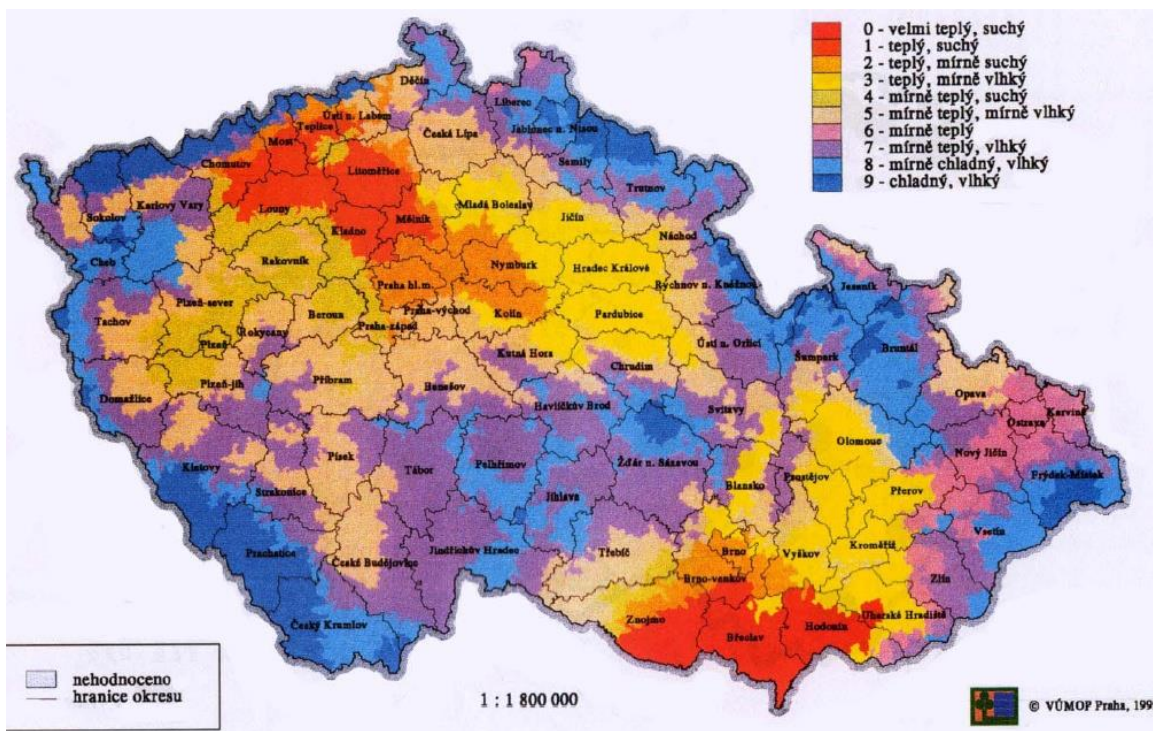 0 - velmi teplý, suchý
1 - teplý, suchý
2 - teplý, mírně suchý
3 - teplý, mírně vlhký
4 - mírně teplý, suchý
5 - mírně teplý, mírně vlhký
6 - mírně teplý
7 - mírně teplý, vlhký
8 - mírně chladný, vlhký
9 - chladný, vlhký
Děčín
Liberec
Ústí n. Labem
Teplice
Jablonec n. Nisou
Česká Lípa
Most
Chomutov
Litoměřice
Semily
Trutnov
Sokolov
Karlovy Vary
Louny
Mělník
Mladá Boleslav
Jičín
Náchod
Kladno
Cheb
Rakovník
Nymburk
Hradec Králové
Praha hl.m.
Rychnov n. Kněžnou
Jeseník
Tachov
Plzeň-sever
Beroun
Praha-východ
Kolín
Pardubice
Rokycany
Praha-západ
Plzeň
Ústí n. Orlicí
Šumperk
Bruntál
Kutná Hora
Chrudim
Plzeň-jih
Příbram
Benešov
Opava
Domažlice
Havlíčkův Brod
Svitavy
Karviná
Ostrava
Olomouc
Nový Jičín
Klatovy
Písek
Tábor
Pelhřimov
Žďár n. Sázavou
Frýdek-Místek
Strakonice
Jihlava
Blansko
Prostějov
Přerov
Vsetín
Prachatice
České Budějovice
Jindřichův Hradec
Třebíč
Brno
Vyškov
Kroměříž
Brno-venkov
Zlín
Český Krumlov
Znojmo
Břeclav
Hodonín
Uherské Hradiště
nehodnoceno
hranice okresu
1 : 1 800 000
© VÚMOP Praha, 199